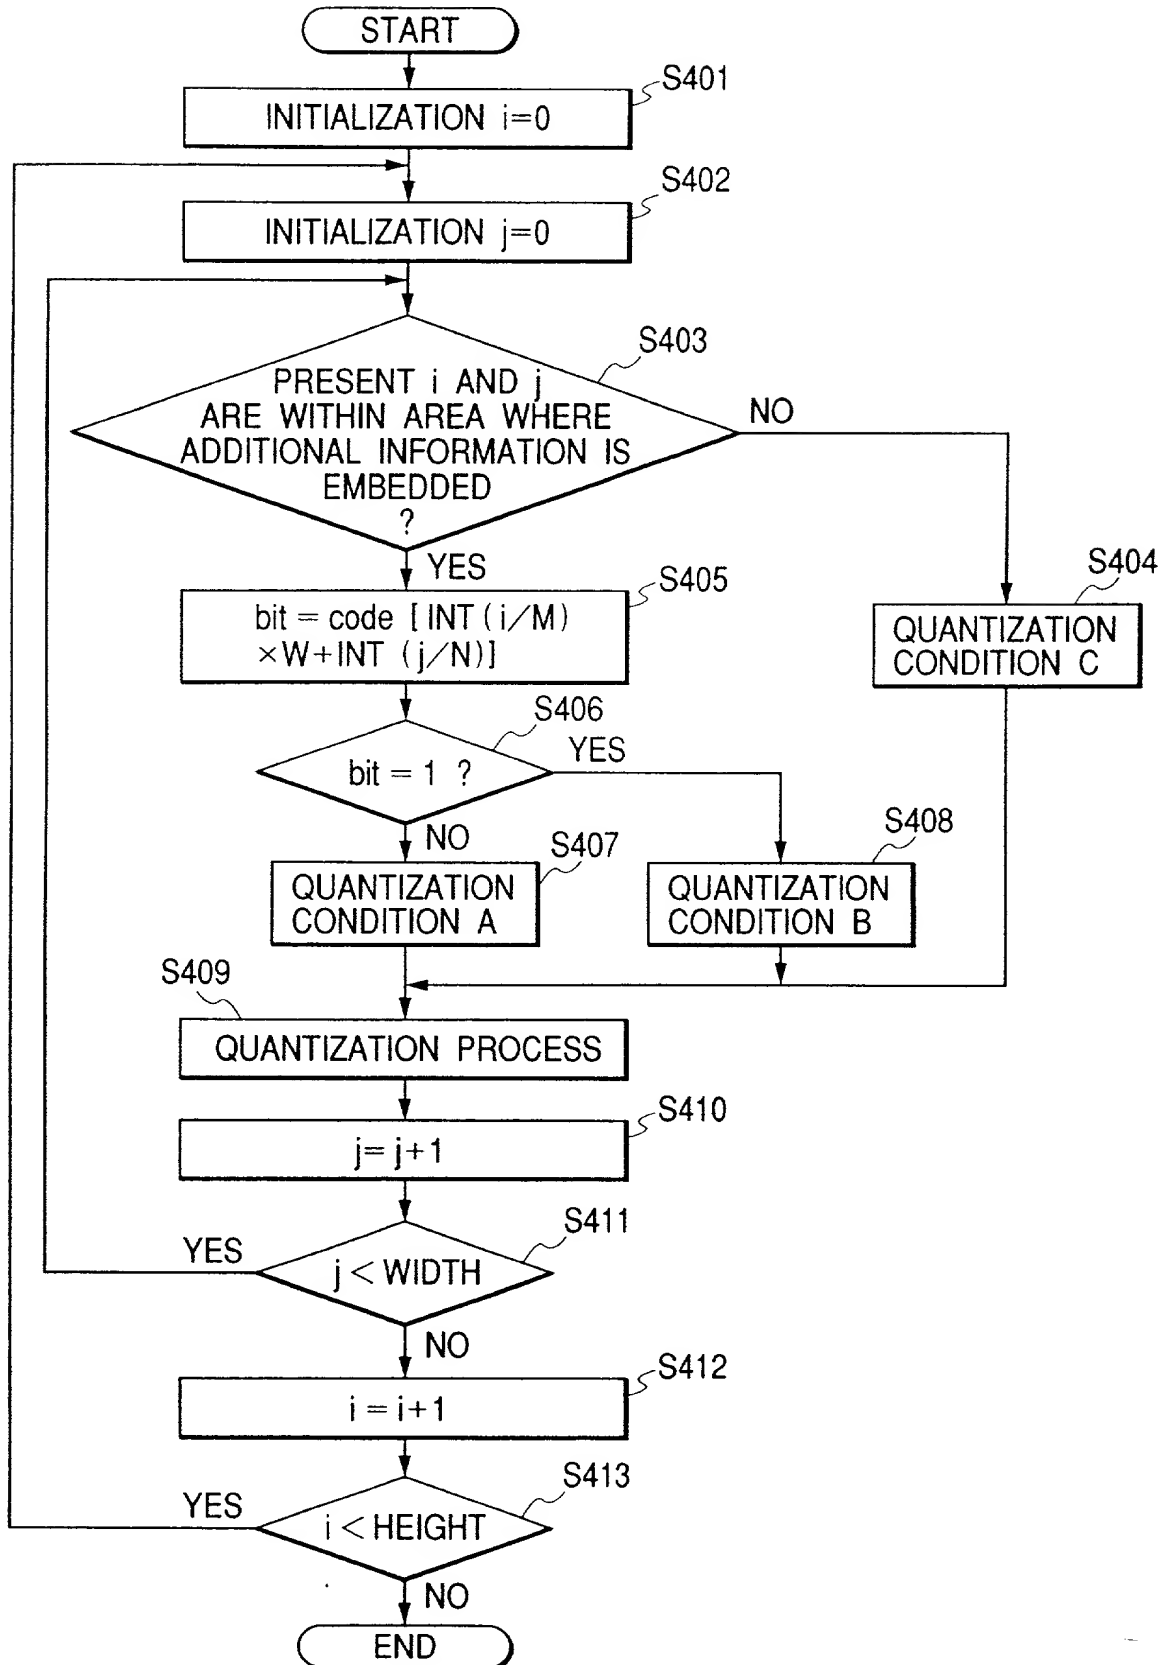 START
S401
INITIALIZATION i=0
S402
INITIALIZATION j=0
S403
PRESENT i AND j
ARE WITHIN AREA WHERE
ADDITIONAL INFORMATION IS
EMBEDDED
?
NO
YES
S404
QUANTIZATION
CONDITION C
S405
bit = code [ INT ( i/M )
×W+INT ( j/N )]
S406
bit = 1 ?
YES
NO
S407
QUANTIZATION
CONDITION A
S408
QUANTIZATION
CONDITION B
S409
QUANTIZATION PROCESS
S410
j= j+1
S411
j < WIDTH
YES
NO
S412
i = i+1
S413
i < HEIGHT
YES
NO
END